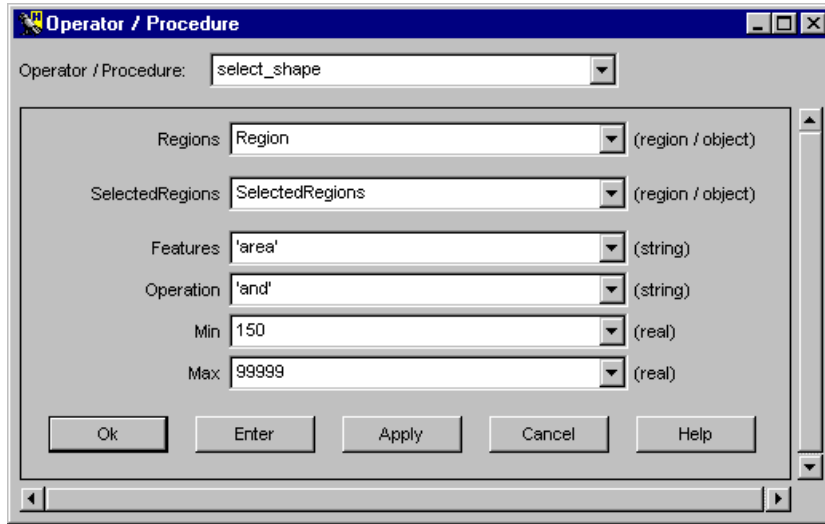 Operator / Procedure
Operator / Procedure: select_shape
Regions Region (region / object)
SelectedRegions SelectedRegions (region / object)
Features 'area' (string)
Operation 'and' (string)
Min 150 (real)
Max 99999 (real)
Ok Enter Apply Cancel Help